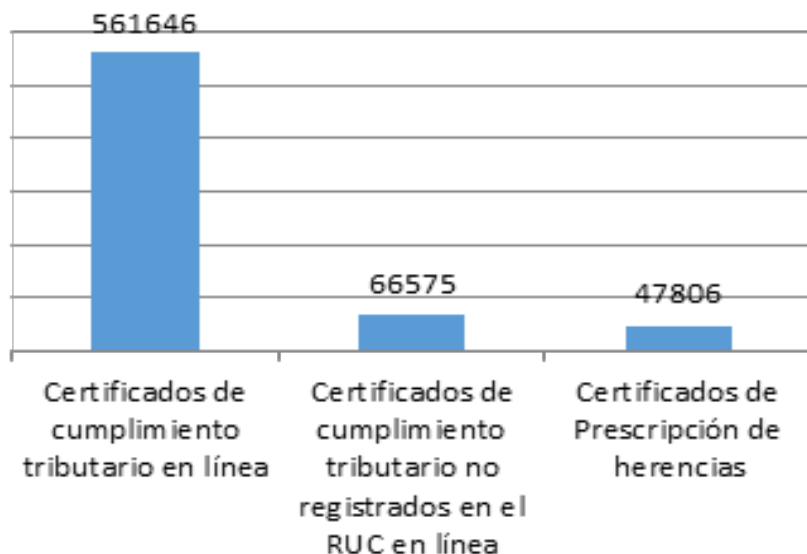 561646
66575
47806
Certificados de
cumplimiento
tributario en línea
Certificados de
cumplimiento
tributario no
registrados en el
RUC en línea
Certificados de
Prescripción de
herencias